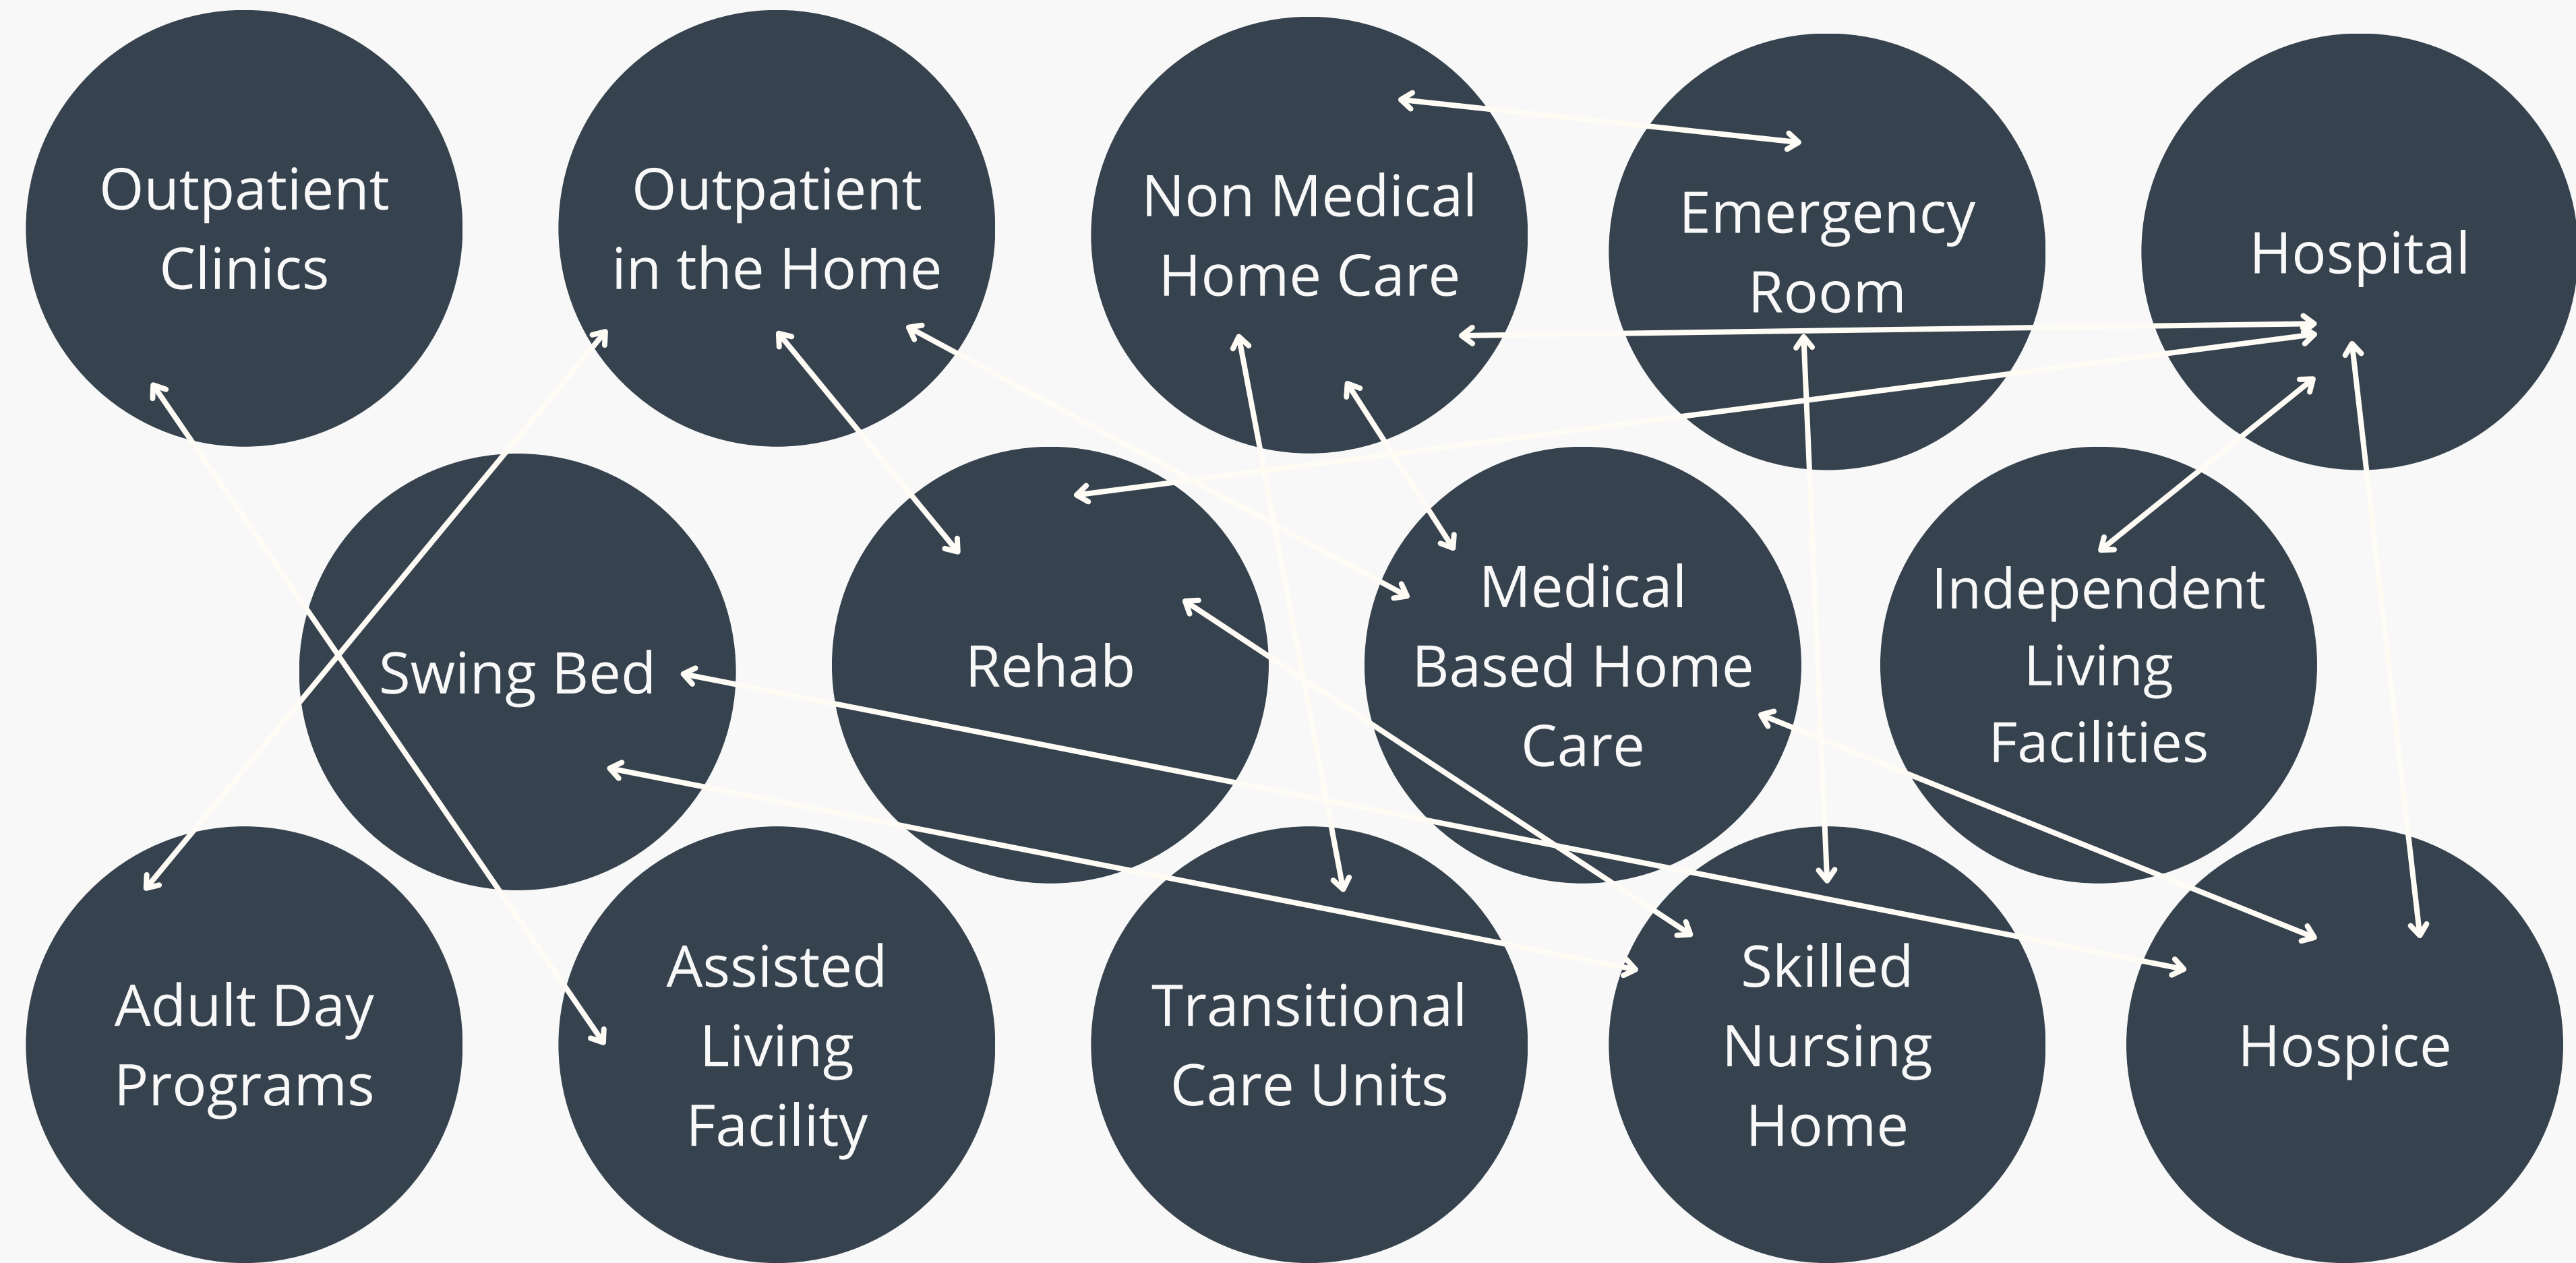 Outpatient
Clinics
Outpatient
in the Home
Non Medical
Home Care
Emergency
Room
Hospital
Swing Bed
Rehab
Medical
Based Home
Care
Independent
Living
Facilities
Adult Day
Programs
Assisted
Living
Facility
Transitional
Care Units
Skilled
Nursing
Home
Hospice